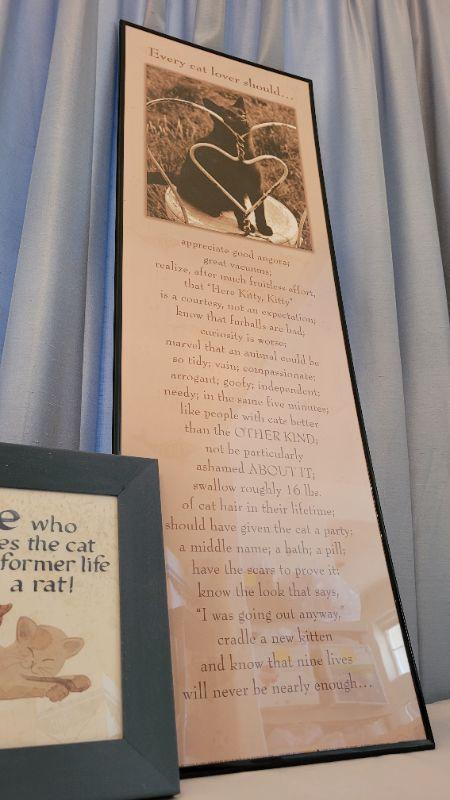 Every cat lover should...
appreciate good angora;
great vacuums;
realize, after much fruitless effort,
that "Here Kitty, Kitty"
is a courtesy, not an expectation;
know that furballs are bad;
curiosity is worse;
marvel that an animal could be
so tidy; vain; compassionate;
arrogant; goofy; independent;
needy; in the same five minutes;
like people with cats better
than the OTHER KIND;
not be particularly
ashamed ABOUT IT;
swallow roughly 16 lbs.
of cat hair in their lifetime;
should have given the cat a party;
a middle name; a bath; a pill;
have the scars to prove it;
know the look that says,
"I was going out anyway,"
cradle a new kitten
and know that nine lives
will never be nearly enough...
e who
es the cat
former life
a rat!